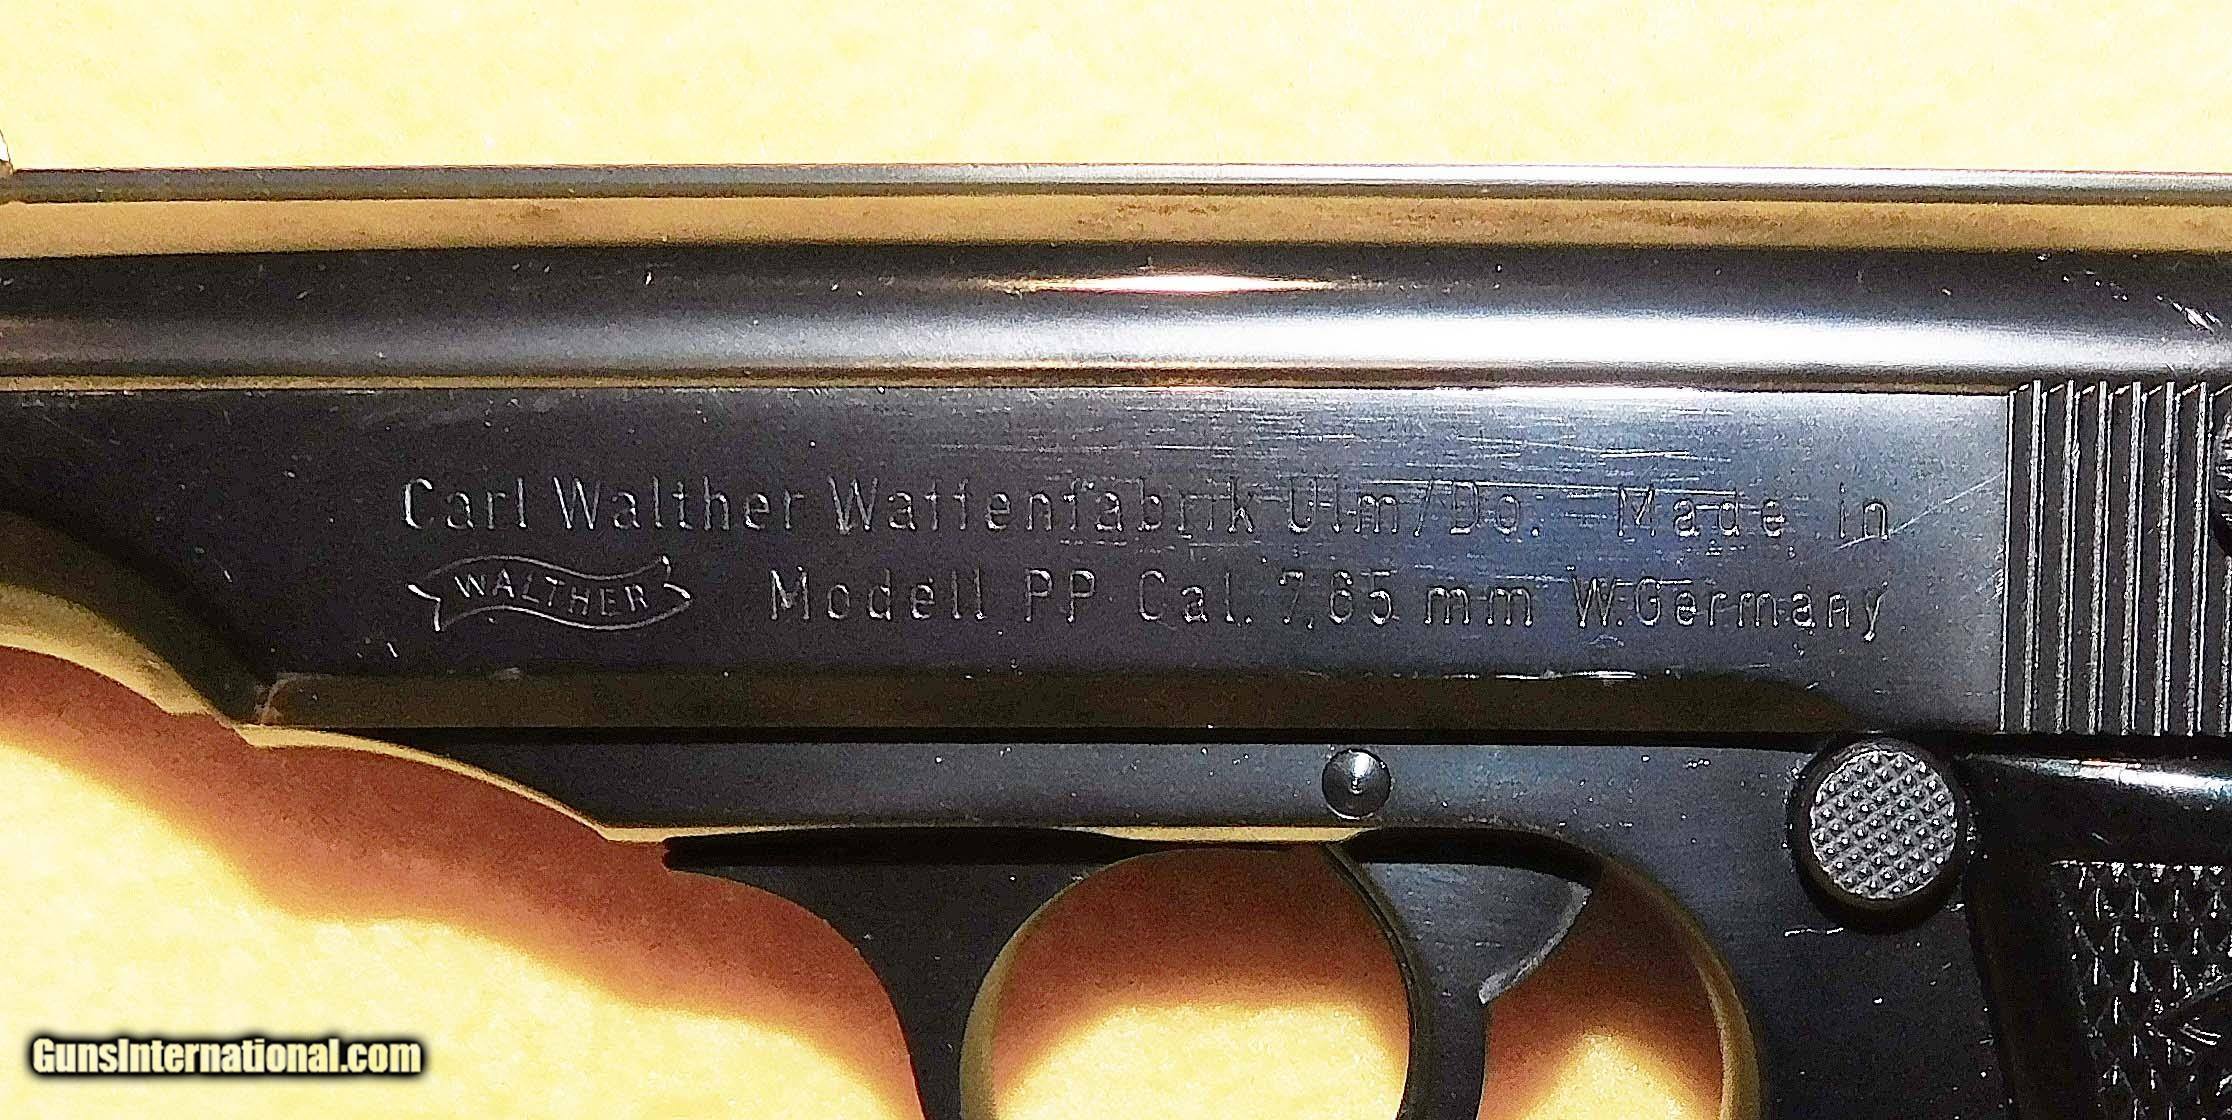 Carl Walther Waffenfabrik Ulm/Do. Made in
WALTHER Modell PP Cal. 7,65 mm W.Germany
GunsInternational.com